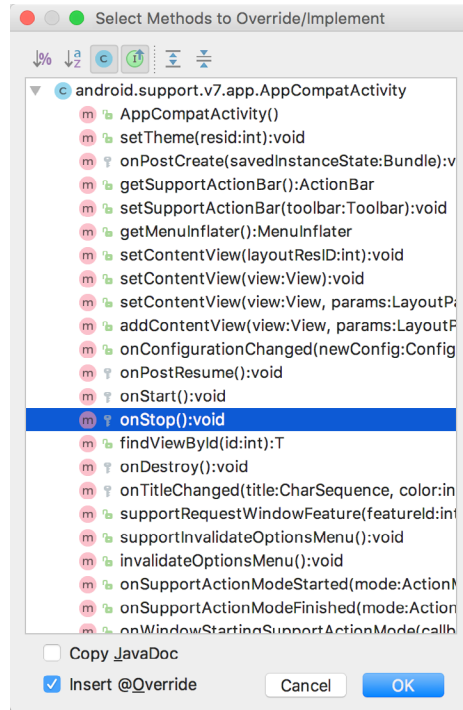 Select Methods to Override/Implement
android.support.v7.app.AppCompatActivity
AppCompatActivity()
setTheme(resid:int):void
onPostCreate(savedInstanceState:Bundle):v
getSupportActionBar():ActionBar
setSupportActionBar(toolbar:Toolbar):void
getMenuInflater():MenuInflater
setContentView(layoutResID:int):void
setContentView(view:View):void
setContentView(view:View, params:LayoutPa
addContentView(view:View, params:LayoutP
onConfigurationChanged(newConfig:Config
onPostResume():void
onStart():void
onStop():void
findViewById(id:int):T
onDestroy():void
onTitleChanged(title:CharSequence, color:in
supportRequestWindowFeature(featureId:int
supportInvalidateOptionsMenu():void
invalidateOptionsMenu():void
onSupportActionModeStarted(mode:ActionM
onSupportActionModeFinished(mode:Action
onWindowStartingSupportActionMode(callb
Copy JavaDoc
Insert @Override
Cancel OK